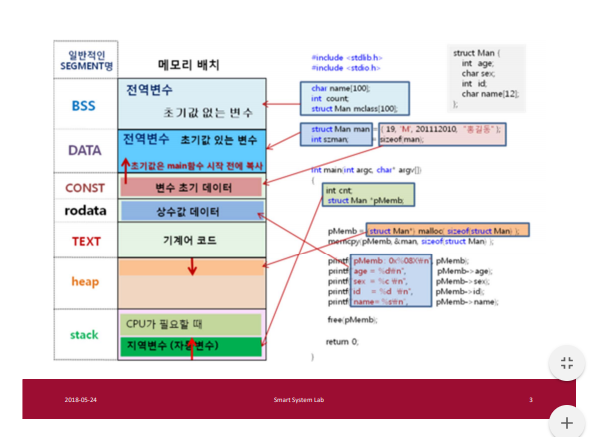 일반적인
SEGMENT명
메모리 배치
BSS
전역변수
초기값 없는 변수
DATA
전역변수 초기값 있는 변수
초기값은 main함수 시작 전에 복사
CONST
변수 초기 데이터
rodata
상수값 데이터
TEXT
기계어 코드
heap
stack
CPU가 필요할 때
지역변수 (자동변수)
#include <stdlib.h>
#include <stdio.h>
struct Man {
int age;
char sex;
int id;
char name[12];
};
char name[100];
int count;
struct Man mclass[100];
struct Man man = { 19, 'M', 201112010, "홍길동" };
int szman = sizeof(man);
int main(int argc, char* argv[])
{
int cnt;
struct Man *pMemb;
pMemb = (struct Man*) malloc( sizeof(struct Man) );
memcpy(pMemb, &man, sizeof(struct Man) );
printf("pMemb: 0x%08X₩n", pMemb);
printf("age = %d₩n", pMemb->age);
printf("sex = %c ₩n", pMemb->sex);
printf("id = %d ₩n", pMemb->id);
printf("name= %s₩n", pMemb->name);
free(pMemb);
return 0;
}
2018-05-24
Smart System Lab
3